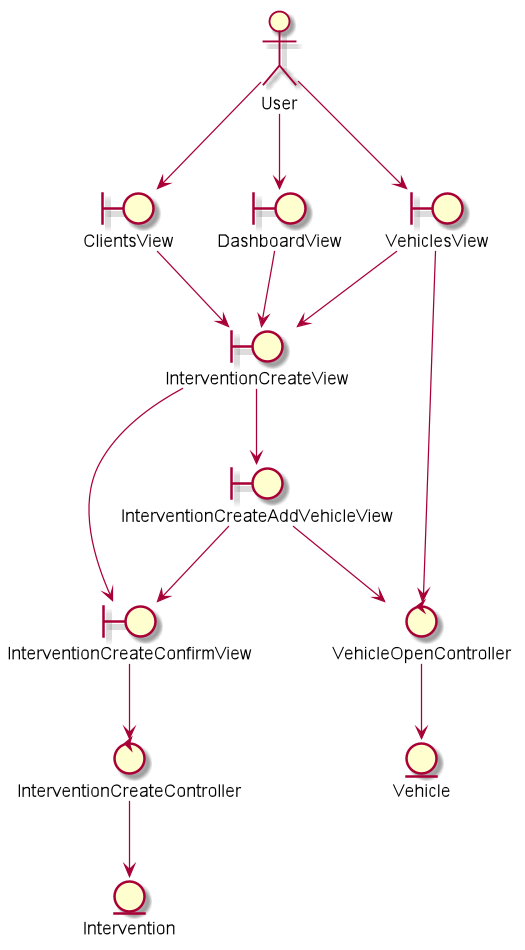 User
ClientsView
DashboardView
VehiclesView
InterventionCreateView
InterventionCreateAddVehicleView
InterventionCreateConfirmView
VehicleOpenController
InterventionCreateController
Vehicle
Intervention